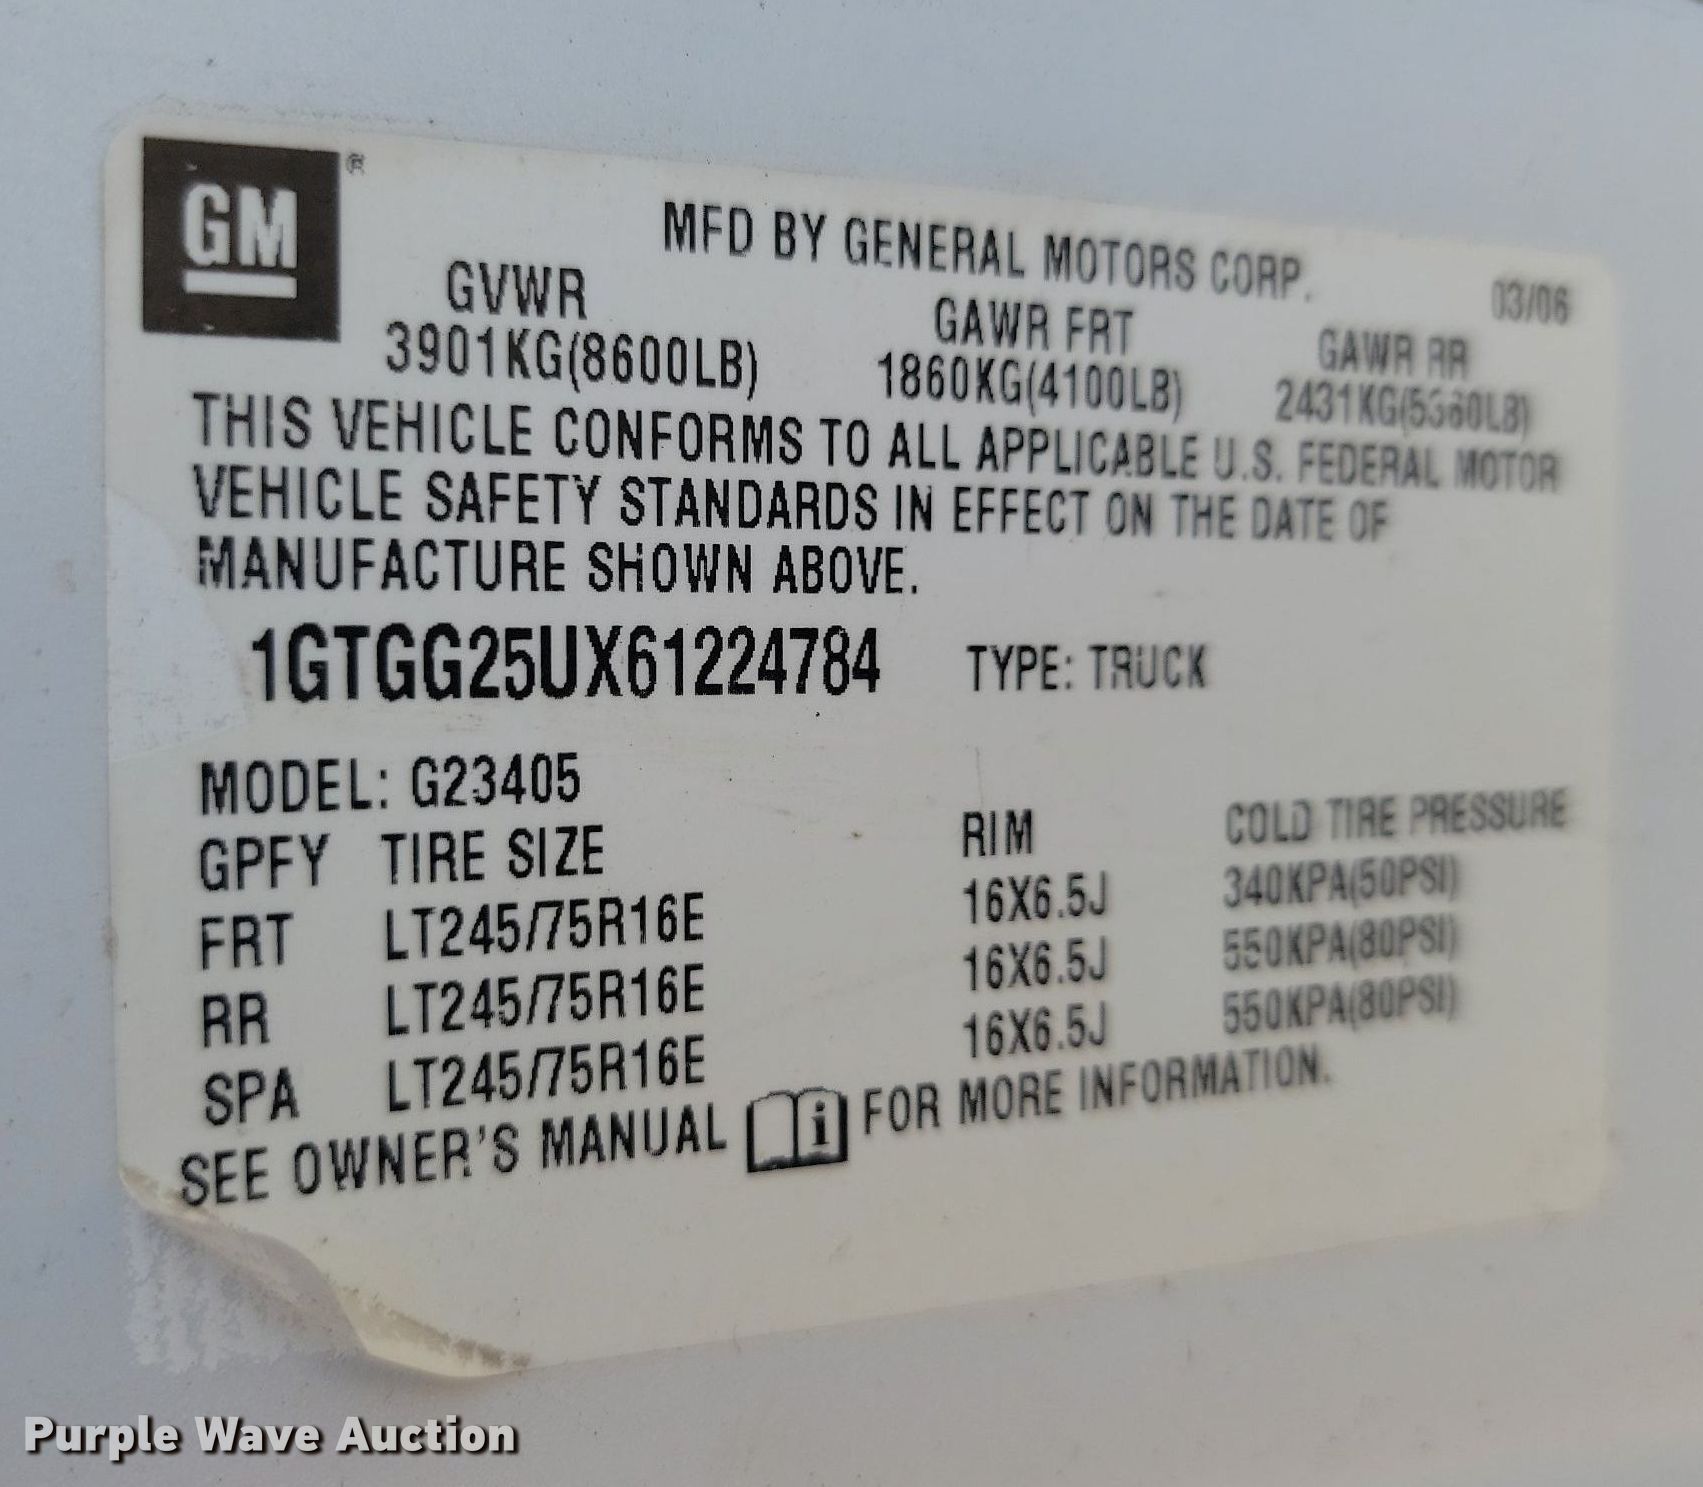 GM®
MFD BY GENERAL MOTORS CORP.
03/06
GVWR GAWR FRT GAWR RR
3901KG(8600LB) 1860KG(4100LB) 2431KG(5360LB)
THIS VEHICLE CONFORMS TO ALL APPLICABLE U.S. FEDERAL MOTOR
VEHICLE SAFETY STANDARDS IN EFFECT ON THE DATE OF
MANUFACTURE SHOWN ABOVE.
1GTGG25UX61224784 TYPE: TRUCK
MODEL: G23405
GPFY TIRE SIZE RIM COLD TIRE PRESSURE
FRT LT245/75R16E 16X6.5J 340KPA(50PSI)
RR LT245/75R16E 16X6.5J 550KPA(80PSI)
SPA LT245/75R16E 16X6.5J 550KPA(80PSI)
SEE OWNER'S MANUAL i FOR MORE INFORMATION.
Purple Wave Auction